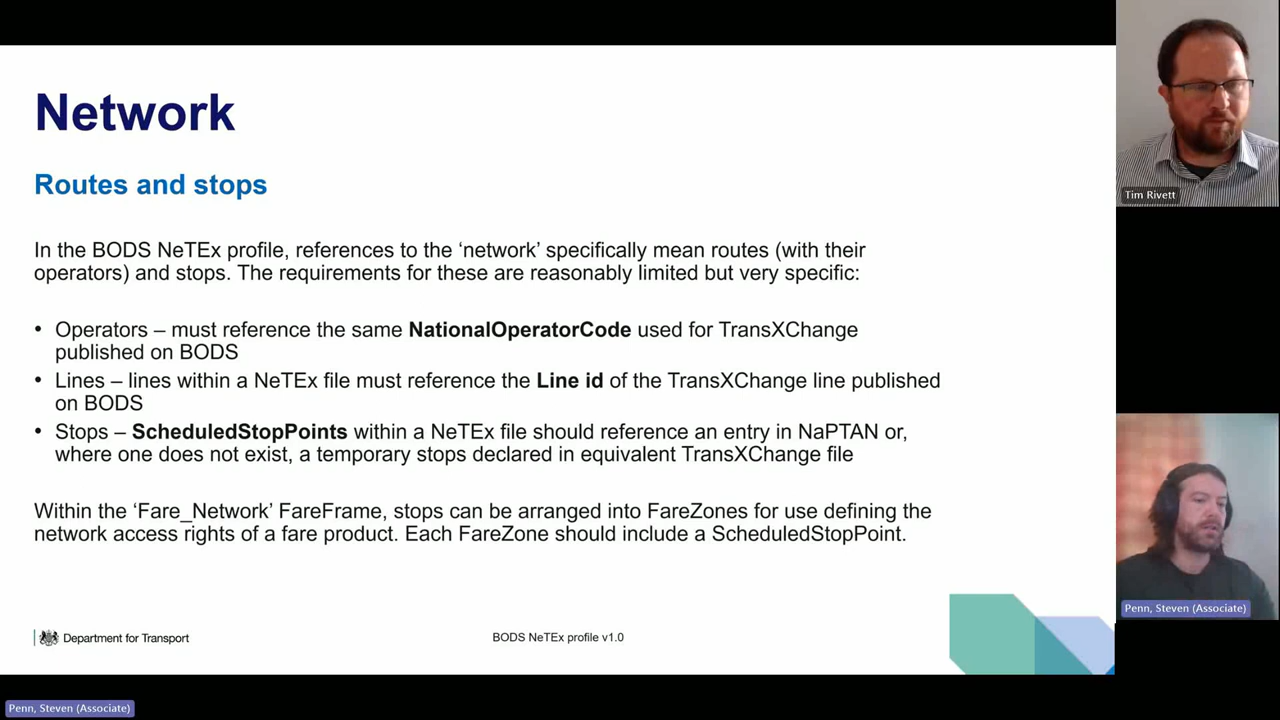 Network
Routes and stops
In the BODS NeTEx profile, references to the ‘network’ specifically mean routes (with their
operators) and stops. The requirements for these are reasonably limited but very specific:
• Operators – must reference the same NationalOperatorCode used for TransXChange
published on BODS
• Lines – lines within a NeTEx file must reference the Line id of the TransXChange line published
on BODS
• Stops – ScheduledStopPoints within a NeTEx file should reference an entry in NaPTAN or,
where one does not exist, a temporary stops declared in equivalent TransXChange file
Within the ‘Fare_Network’ FareFrame, stops can be arranged into FareZones for use defining the
network access rights of a fare product. Each FareZone should include a ScheduledStopPoint.
Department for Transport
BODS NeTEx profile v1.0
Tim Rivett
Penn, Steven (Associate)
Penn, Steven (Associate)